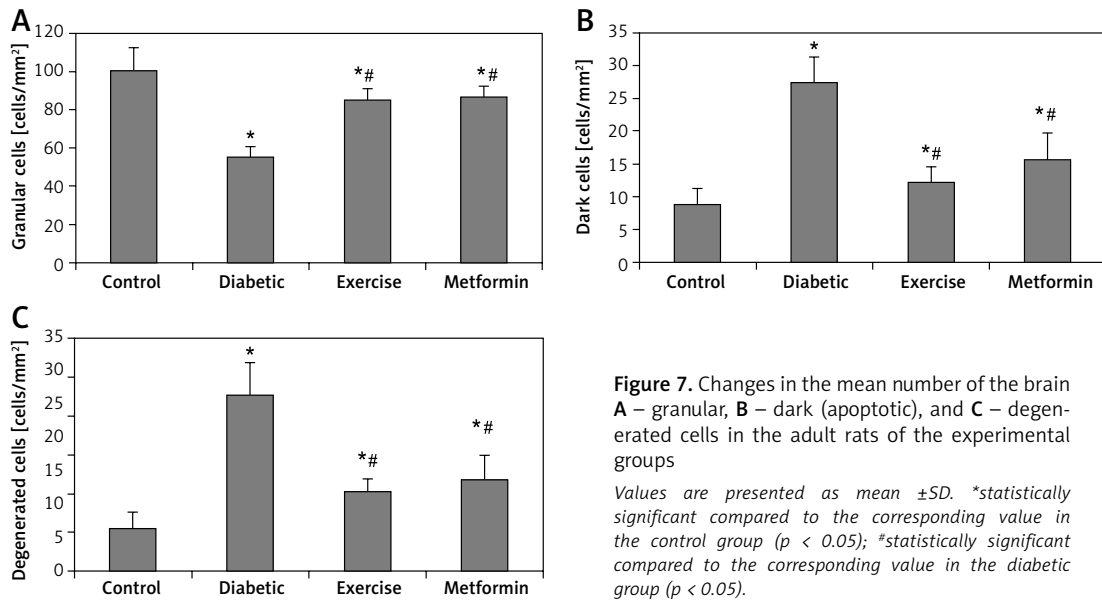 A
Granular cells [cells/mm²]
120
100
80
60
40
20
0
*
*#
*#
Control Diabetic Exercise Metformin
B
Dark cells [cells/mm²]
35
30
25
20
15
10
5
0
*
*#
*#
Control Diabetic Exercise Metformin
C
Degenerated cells [cells/mm²]
35
30
25
20
15
10
5
0
*
*#
*#
Control Diabetic Exercise Metformin
Figure 7. Changes in the mean number of the brain
A – granular, B – dark (apoptotic), and C – degen-
erated cells in the adult rats of the experimental
groups
Values are presented as mean ±SD. *statistically
significant compared to the corresponding value in
the control group (p < 0.05); #statistically significant
compared to the corresponding value in the diabetic
group (p < 0.05).